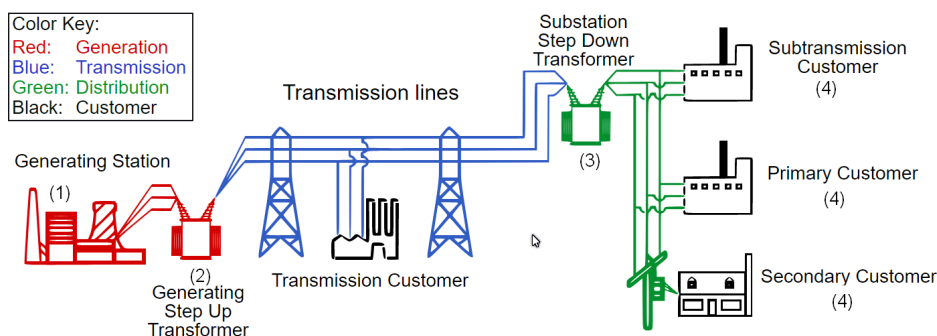 Color Key:
Red: Generation
Blue: Transmission
Green: Distribution
Black: Customer
Generating Station
(1)
(2)
Generating
Step Up
Transformer
Transmission lines
Transmission Customer
Substation
Step Down
Transformer
(3)
Subtransmission
Customer
(4)
Primary Customer
(4)
Secondary Customer
(4)